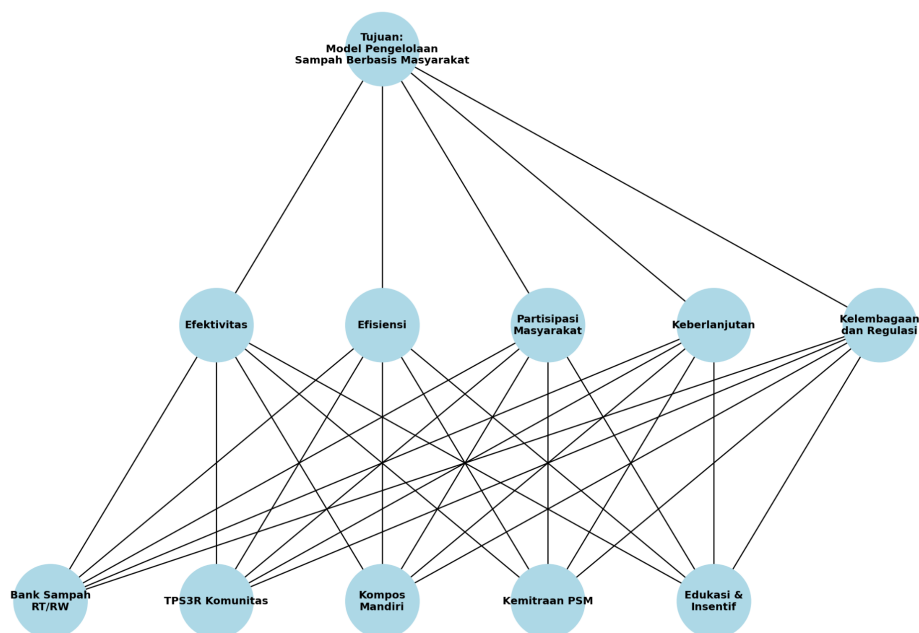 Tujuan:
Model Pengelolaan
Sampah Berbasis Masyarakat
Efektivitas
Efisiensi
Partisipasi
Masyarakat
Keberlanjutan
Kelembagaan
dan Regulasi
Bank Sampah
RT/RW
TPS3R Komunitas
Kompos
Mandiri
Kemitraan PSM
Edukasi &
Insentif